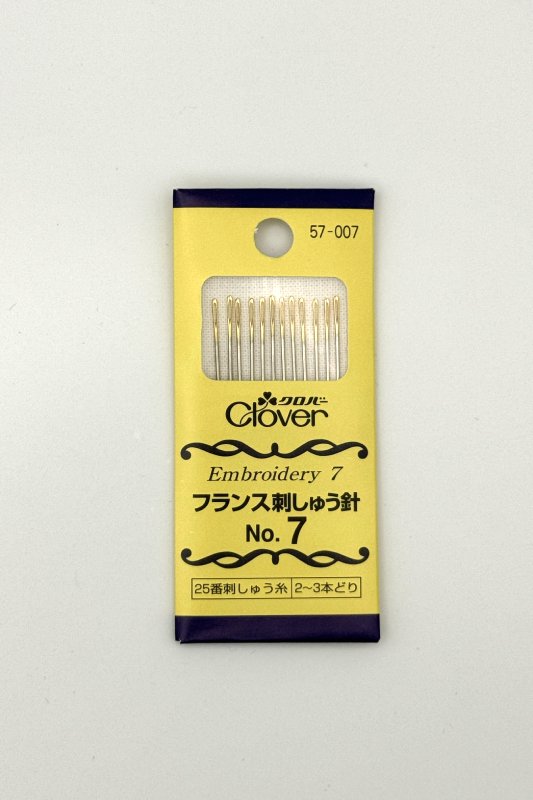 57-007
クロバー
Clover
Embroidery 7
フランス刺しゅう針
No. 7
25番刺しゅう糸 2～3本どり